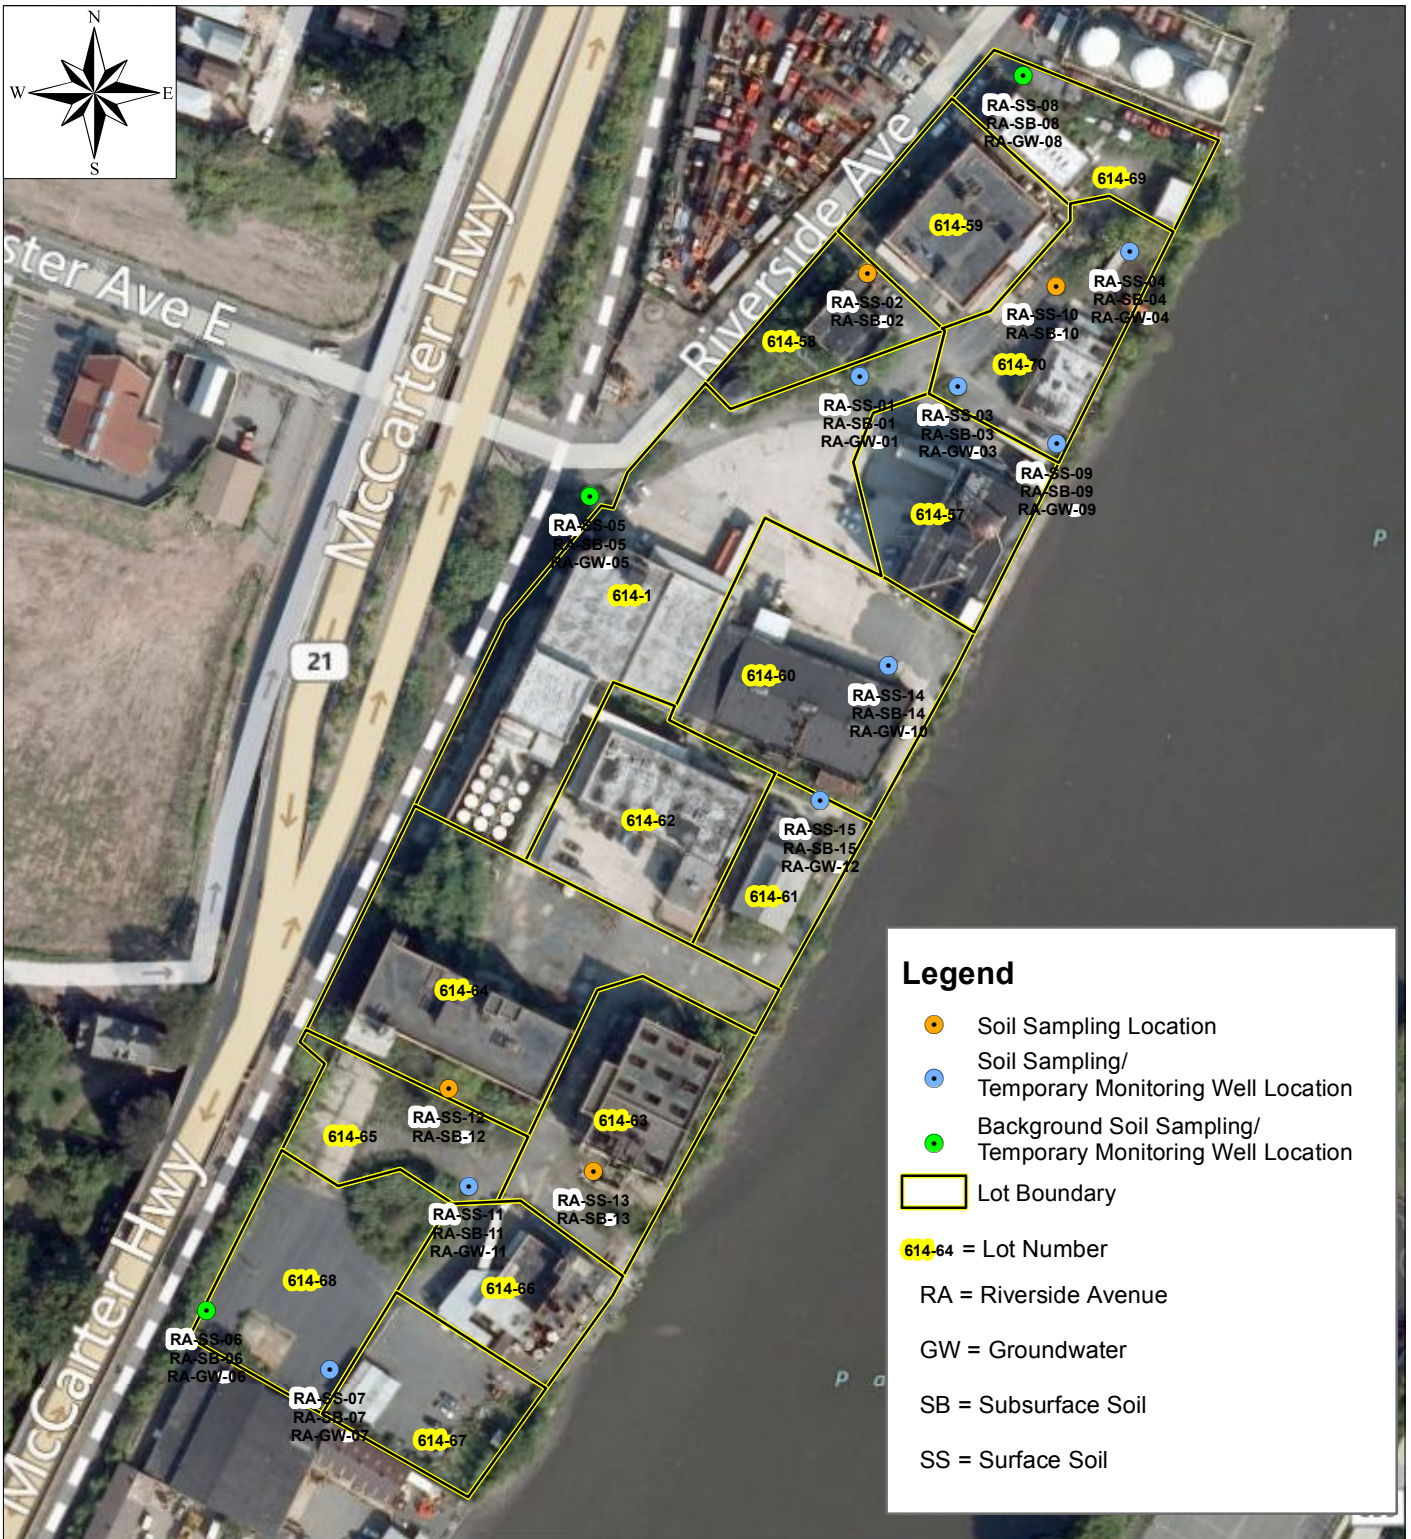 N
W
E
S
ster Ave E
McCarter Hwy
Riverside Ave
21
McCarter Hwy
McCarter Hwy
RA-SS-08
RA-SB-08
RA-GW-08
614-69
614-59
RA-SS-04
RA-SB-04
RA-GW-04
RA-SS-02
RA-SB-02
RA-SS-10
RA-SB-10
614-58
614-70
RA-SS-01
RA-SB-01
RA-GW-01
RA-SS-03
RA-SB-03
RA-GW-03
RA-SS-09
RA-SB-09
RA-GW-09
614-57
RA-SS-05
RA-SB-05
RA-GW-05
P
614-1
614-60
RA-SS-14
RA-SB-14
RA-GW-10
614-62
RA-SS-15
RA-SB-15
RA-GW-12
614-61
614-64
RA-SS-12
RA-SB-12
614-63
614-65
RA-SS-11
RA-SB-11
RA-GW-11
RA-SS-13
RA-SB-13
614-68
614-66
RA-SS-06
RA-SB-06
RA-GW-06
RA-SS-07
RA-SB-07
RA-GW-07
614-67
P a
Legend
Soil Sampling Location
Soil Sampling/
Temporary Monitoring Well Location
Background Soil Sampling/
Temporary Monitoring Well Location
Lot Boundary
614-64 = Lot Number
RA = Riverside Avenue
GW = Groundwater
SB = Subsurface Soil
SS = Surface Soil